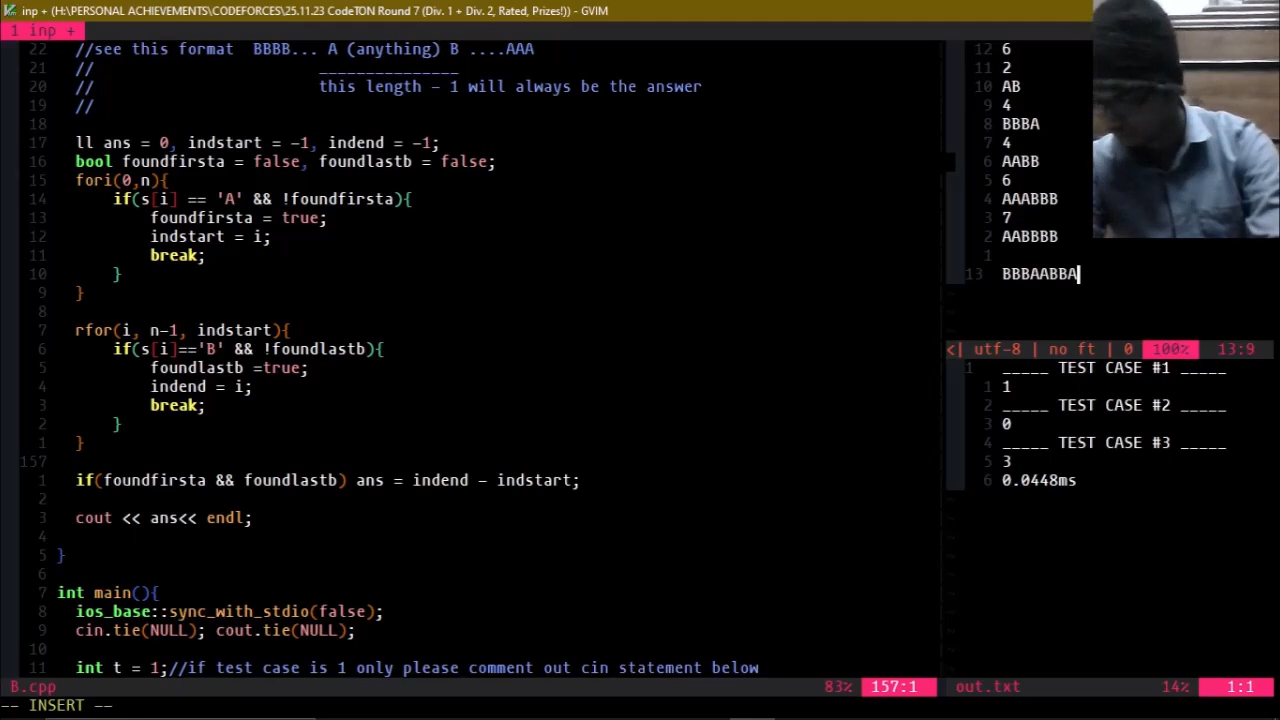 inp + (H:\PERSONAL ACHIEVEMENTS\CODEFORCES\25.11.23 CodeTON Round 7 (Div. 1 + Div. 2, Rated, Prizes!)) - GVIM
1 inp +
22 //see this format  BBBB... A (anything) B ....AAA
21 //                         _______________
20 //                         this length - 1 will always be the answer
19 //
18
17 ll ans = 0, indstart = -1, indend = -1;
16 bool foundfirsta = false, foundlastb = false;
15 fori(0,n){
14     if(s[i] == 'A' && !foundfirsta){
13         foundfirsta = true;
12         indstart = i;
11         break;
10     }
9 }
8
7 rfor(i, n-1, indstart){
6     if(s[i]=='B' && !foundlastb){
5         foundlastb =true;
4         indend = i;
3         break;
2     }
1 }
157
1 if(foundfirsta && foundlastb) ans = indend - indstart;
2
3 cout << ans<< endl;
4
5 }
6
7 int main(){
8   ios_base::sync_with_stdio(false);
9   cin.tie(NULL); cout.tie(NULL);
10
11   int t = 1;//if test case is 1 only please comment out cin statement below
B.cpp 83% 157:1
-- INSERT --
12 6
11 2
10 AB
9 4
8 BBBA
7 4
6 AABB
5 6
4 AAABBB
3 7
2 AABBBB
1
13 BBBAABBA
<| utf-8 | no ft | 0 100% 13:9
1 _____ TEST CASE #1 _____
1 1
2 _____ TEST CASE #2 _____
3 0
4 _____ TEST CASE #3 _____
5 3
6 0.0448ms
out.txt 14% 1:1